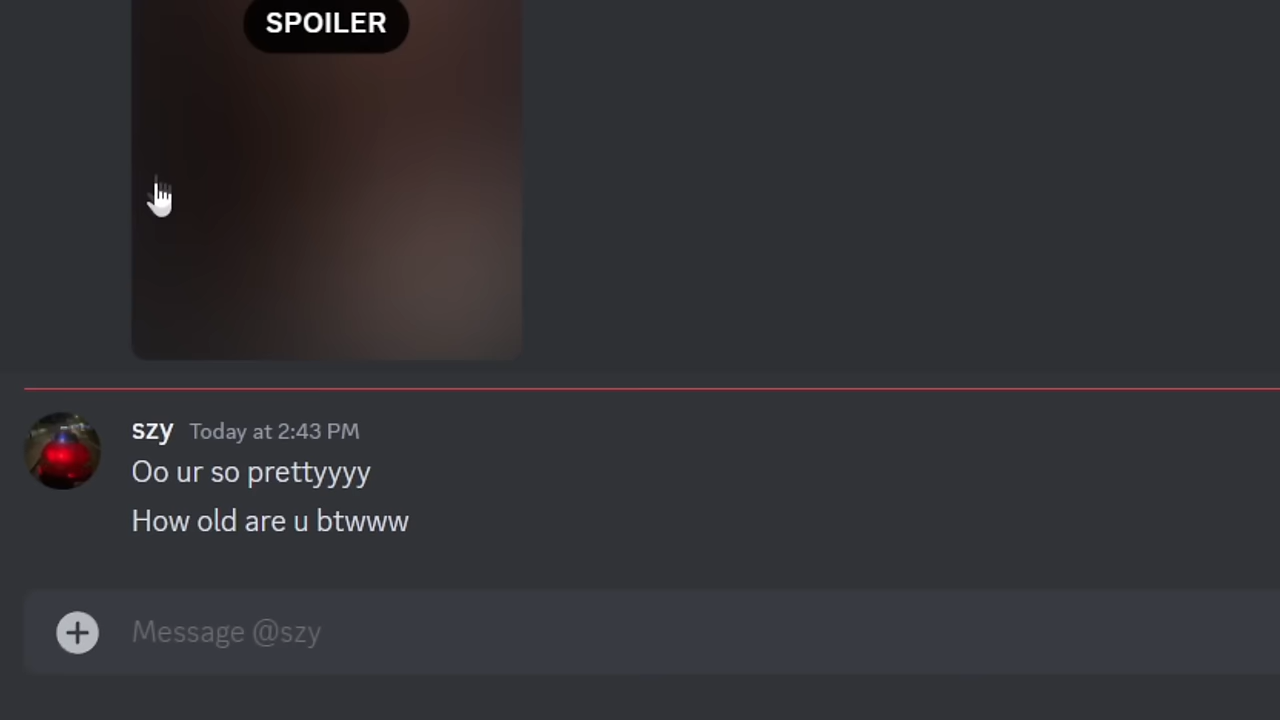 SPOILER
szy Today at 2:43 PM
Oo ur so prettyyyy
How old are u btwww
Message @szy